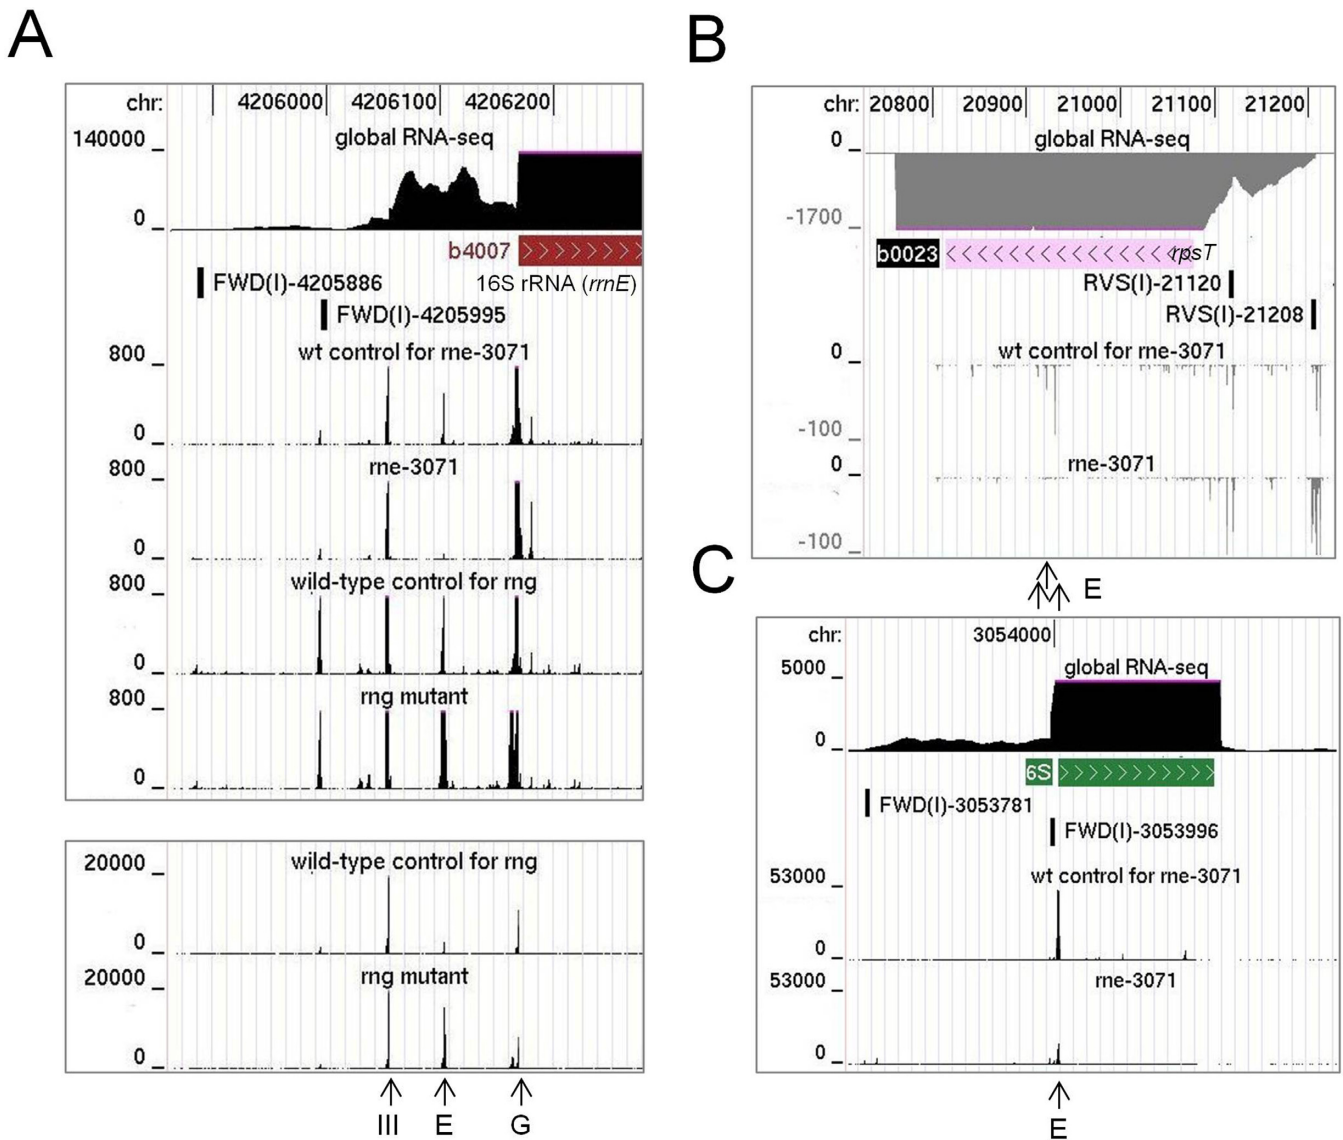 A
chr: 4206000 4206100 4206200
global RNA-seq
140000
0
b4007
16S rRNA (rrnE)
FWD(I)-4205886
FWD(I)-4205995
wt control for rne-3071
800
0
rne-3071
800
0
wild-type control for rng
800
0
rng mutant
800
0
wild-type control for rng
20000
0
rng mutant
20000
0
III E G
B
chr: 20800 20900 21000 21100 21200
global RNA-seq
0
-1700
b0023 rpsT
RVS(I)-21120
RVS(I)-21208
wt control for rne-3071
0
-100
rne-3071
0
-100
E
C
chr: 3054000
global RNA-seq
5000
0
6S
FWD(I)-3053781
FWD(I)-3053996
wt control for rne-3071
53000
0
rne-3071
53000
0
E